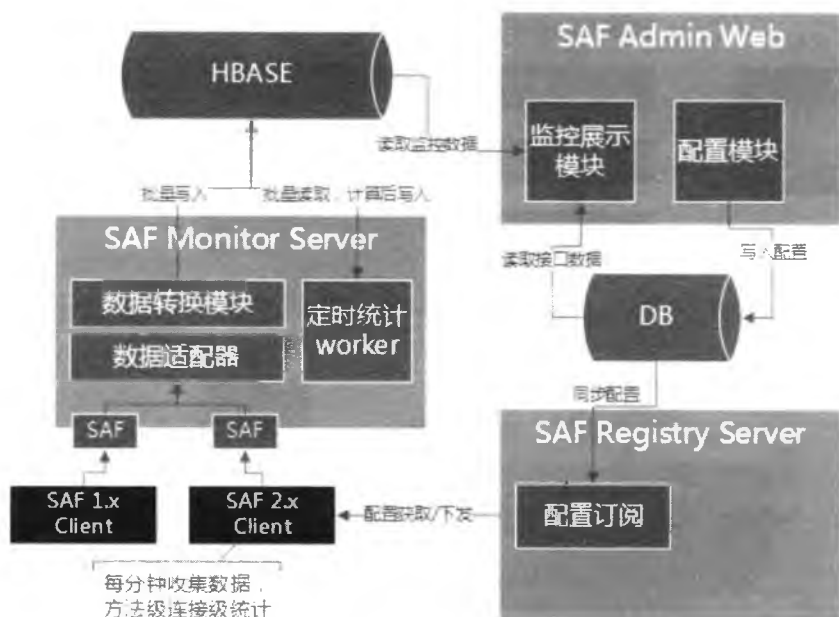 HBASE
SAF Admin Web
监控展示
模块
配置模块
读取监控数据
批量写入
批量读取，计算后写入
SAF Monitor Server
数据转换模块
数据适配器
定时统计
worker
读取接口数据
写入配置
DB
同步配置
SAF
SAF
SAF Registry Server
SAF 1.x
Client
SAF 2.x
Client
配置获取/下发
配置订阅
每分钟收集数据，
方法级连接级统计